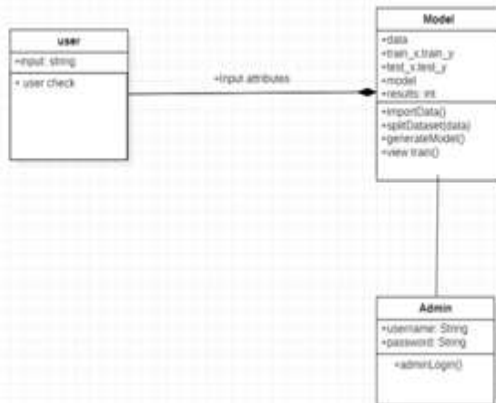 user
+input: string
+ user check
+Input attributes
Model
+data
+train_x.train_y
+test_x.test_y
+model
+results: int
+importData()
+splitDataset(data)
+generateModel()
+view train()
Admin
+username: String
+password: String
+adminLogin()